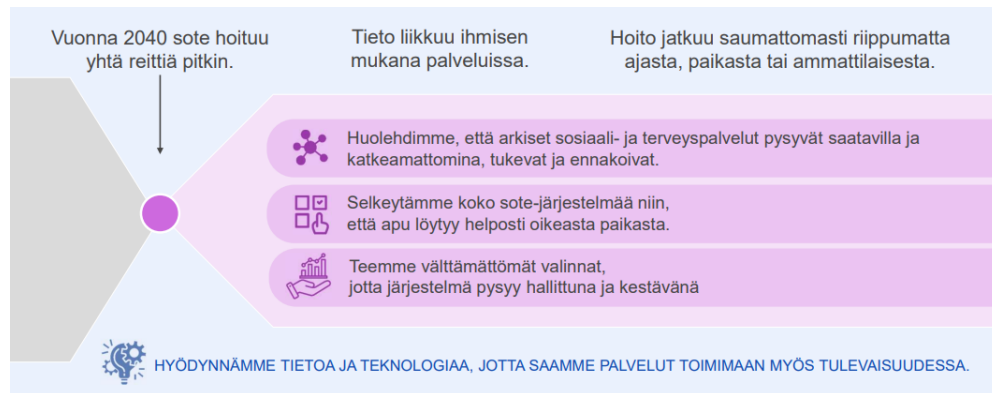 Vuonna 2040 sote hoituu
yhtä reittiä pitkin.
Tieto liikkuu ihmisen
mukana palveluissa.
Hoito jatkuu saumattomasti riippumatta
ajasta, paikasta tai ammattilaisesta.
Huolehdimme, että arkiset sosiaali- ja terveyspalvelut pysyvät saatavilla ja
katkeamattomina, tukevat ja ennakoivat.
Selkeytämme koko sote-järjestelmää niin,
että apu löytyy helposti oikeasta paikasta.
Teemme välttämättömät valinnat,
jotta järjestelmä pysyy hallittuna ja kestävänä
HYÖDYNNÄMME TIETOA JA TEKNOLOGIAA, JOTTA SAAMME PALVELUT TOIMIMAAN MYÖS TULEVAISUUDESSA.